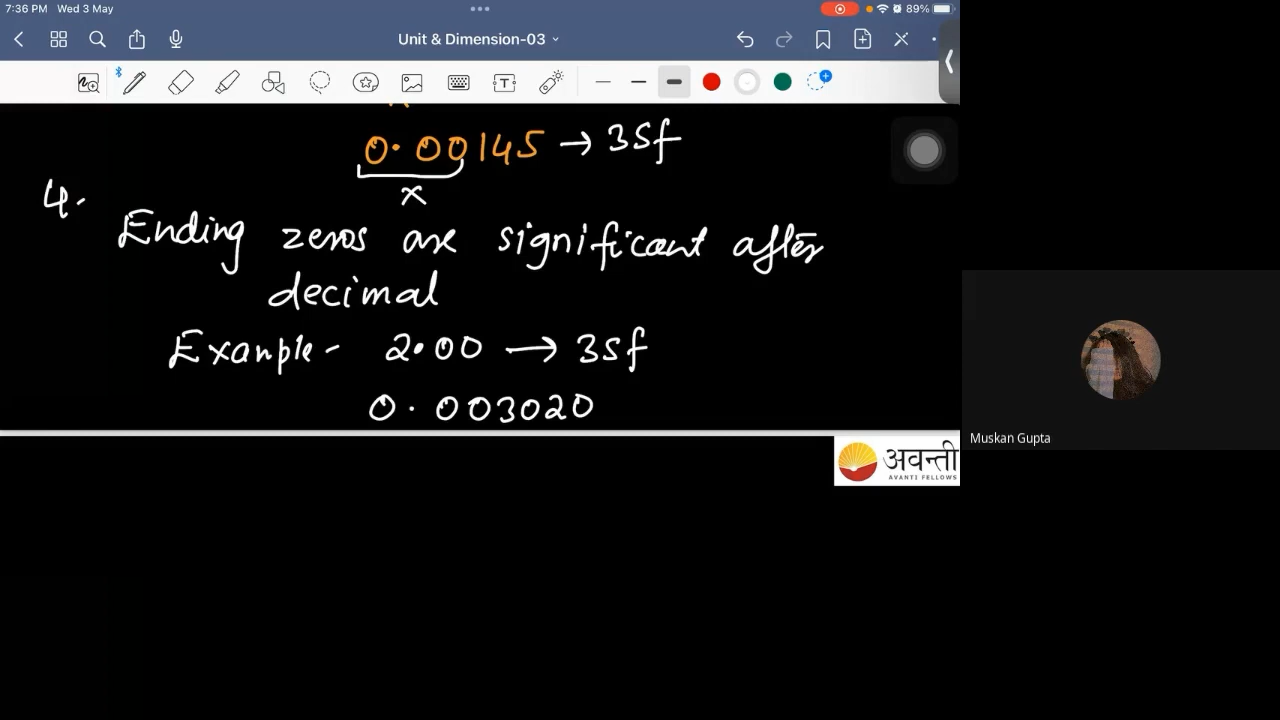 7:36 PM Wed 3 May
89%
Unit & Dimension-03
0.00145 → 3sf
x
4.
Ending zeros are significant after
decimal
Example - 2.00 → 3sf
0.003020
अवन्ती
AVANTI FELLOWS
Muskan Gupta